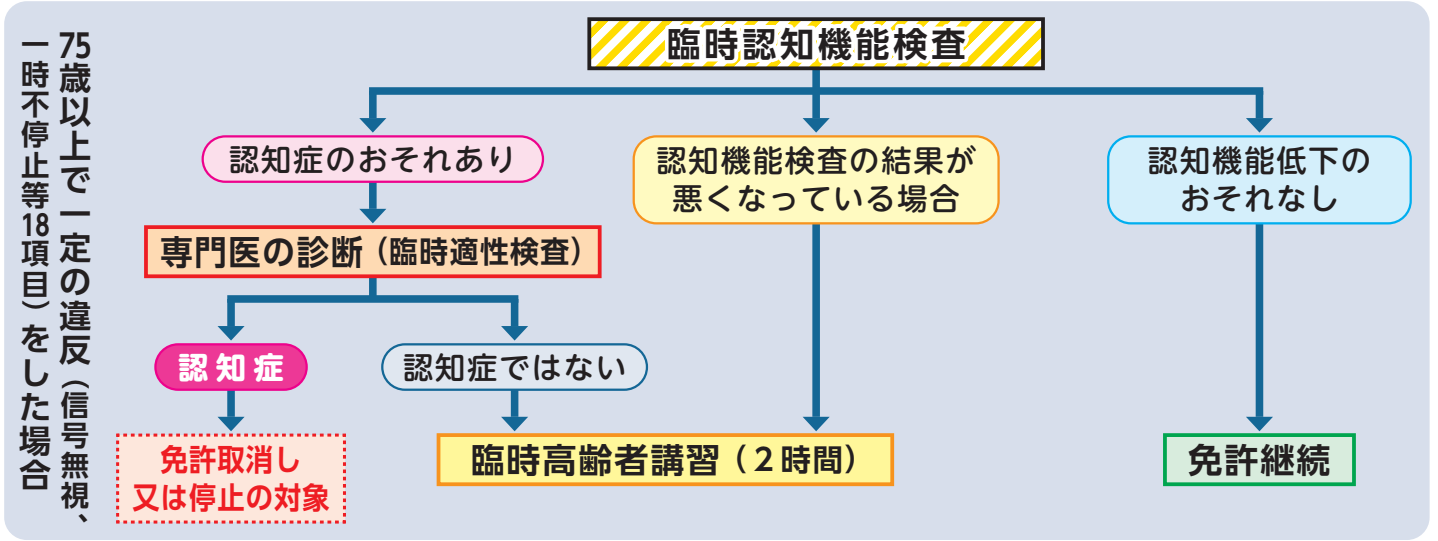 75歳以上で一定の違反（信号無視、
一時不停止等18項目）をした場合
臨時認知機能検査
認知症のおそれあり
認知機能検査の結果が
悪くなっている場合
認知機能低下の
おそれなし
専門医の診断（臨時適性検査）
認知症
認知症ではない
免許取消し
又は停止の対象
臨時高齢者講習（２時間）
免許継続